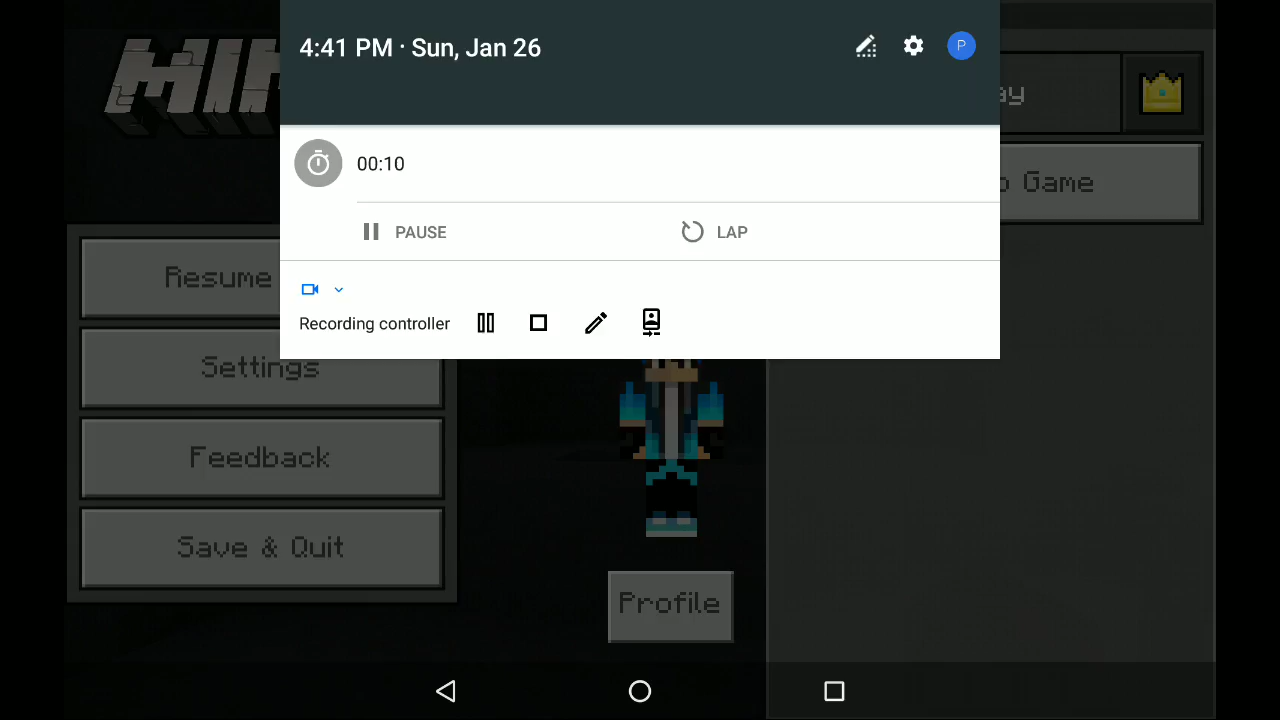 4:41 PM · Sun, Jan 26
P
00:10
PAUSE
LAP
Recording controller
Resume
Settings
Feedback
Save & Quit
Profile
Game